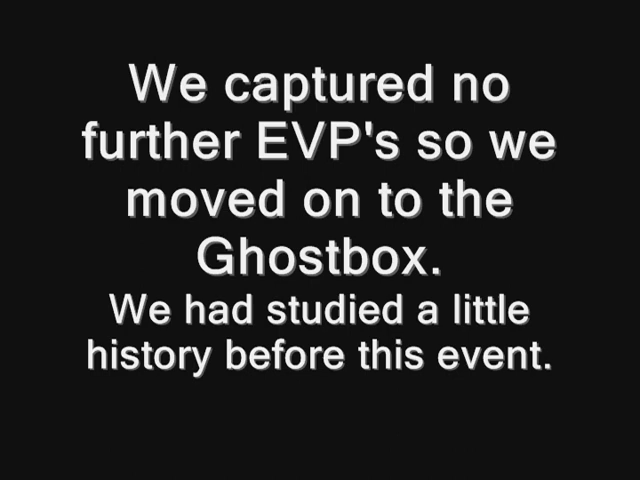 We captured no
further EVP's so we
moved on to the
Ghostbox.
We had studied a little
history before this event.